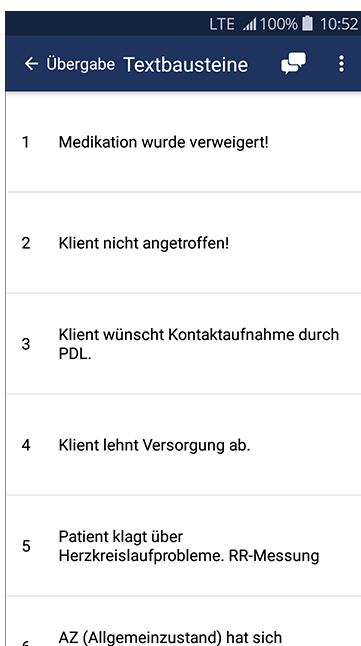 LTE 100% 10:52
Übergabe Textbausteine
1 Medikation wurde verweigert!
2 Klient nicht angetroffen!
3 Klient wünscht Kontaktaufnahme durch
PDL.
4 Klient lehnt Versorgung ab.
5 Patient klagt über
Herzkreislaufprobleme. RR-Messung
6 AZ (Allgemeinzustand) hat sich